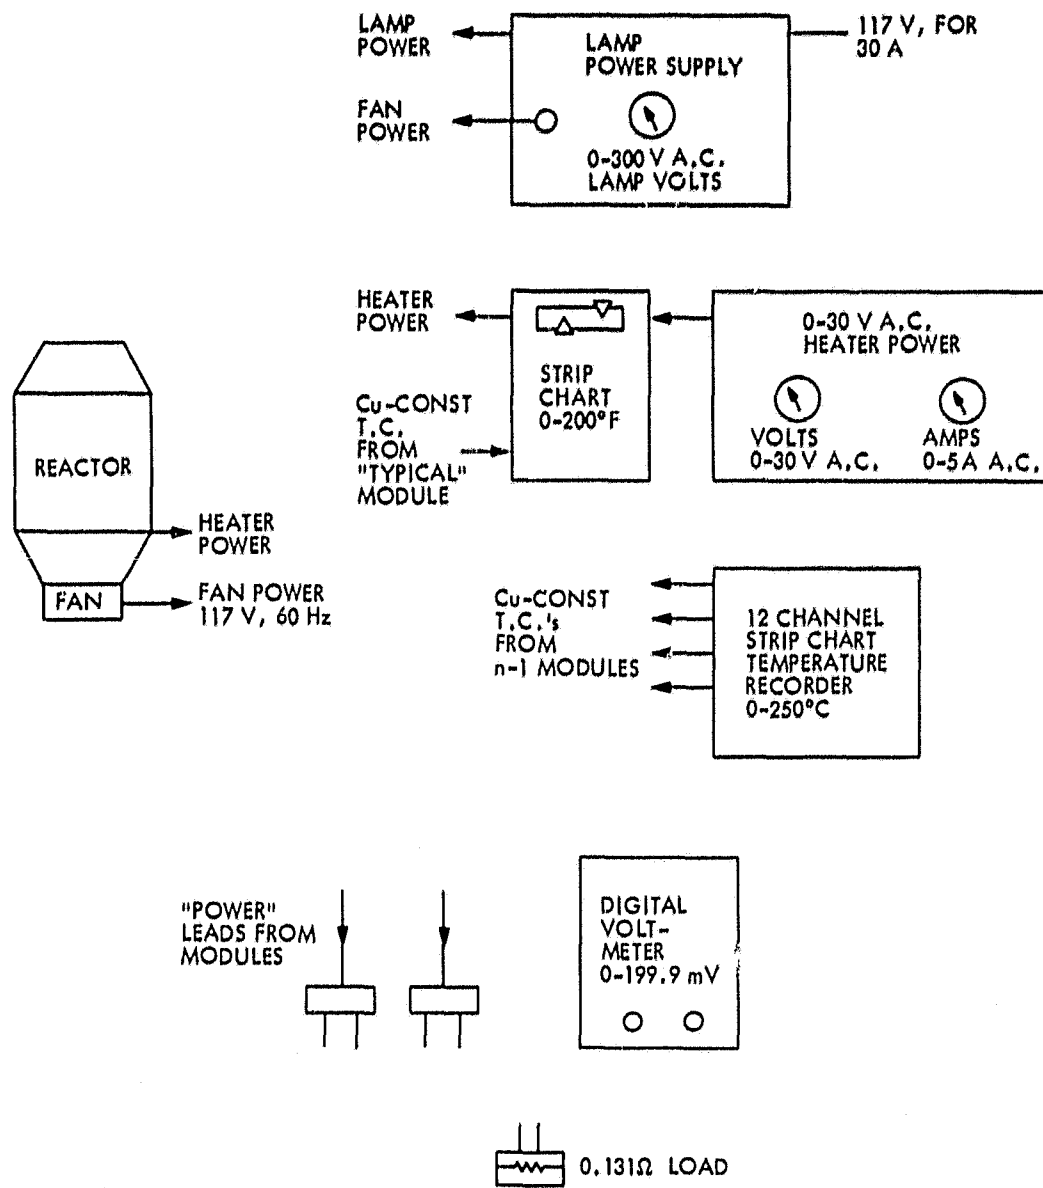 LAMP
POWER
LAMP
POWER SUPPLY
117 V, FOR
30 A
FAN
POWER
0-300 V A.C.
LAMP VOLTS
HEATER
POWER
STRIP
CHART
0-200°F
0-30 V A.C.
HEATER POWER
VOLTS
0-30 V A.C.
AMPS
0-5A A.C.
Cu-CONST
T.C.
FROM
"TYPICAL"
MODULE
REACTOR
HEATER
POWER
FAN
FAN POWER
117 V, 60 Hz
Cu-CONST
T.C.'s
FROM
n-1 MODULES
12 CHANNEL
STRIP CHART
TEMPERATURE
RECORDER
0-250°C
"POWER"
LEADS FROM
MODULES
DIGITAL
VOLT-
METER
0-199.9 mV
0.131Ω LOAD